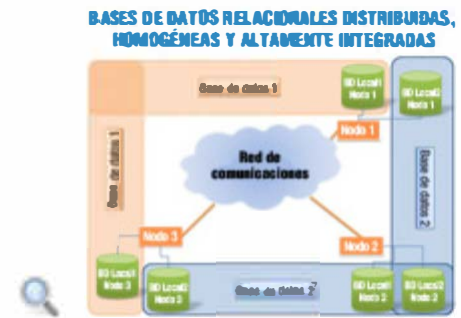 BASES DE DATOS RELACIONALES DISTRIBUIDAS,
HOMOGÉNEAS Y ALTAMENTE INTEGRADAS
Base de datos 1
BD Local1
Nodo 1
BD Local2
Nodo 1
Nodo 1
Red de
comunicaciones
Base de datos 1
Base de datos 2
Nodo 3
Nodo 2
BD Local1
Nodo 3
BD Local2
Nodo 3
Base de datos 2
BD Local1
Nodo 2
BD Local2
Nodo 2